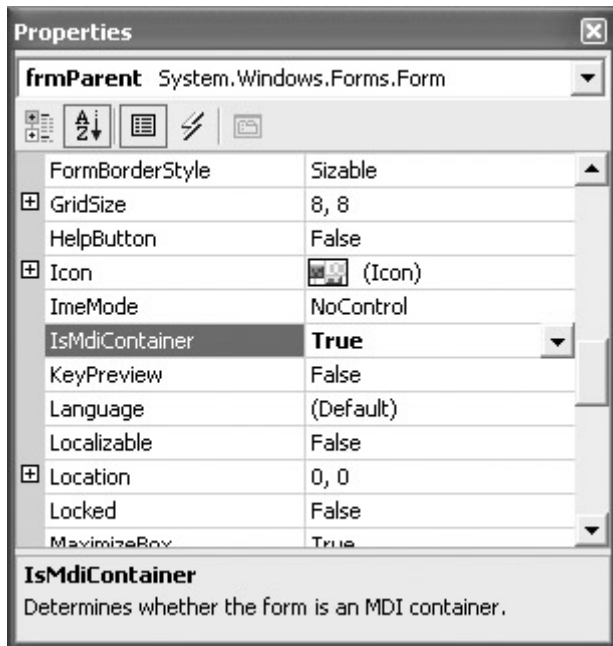 Properties
frmParent System.Windows.Forms.Form
FormBorderStyle Sizable
GridSize 8, 8
HelpButton False
Icon (Icon)
ImeMode NoControl
IsMdiContainer True
KeyPreview False
Language (Default)
Localizable False
Location 0, 0
Locked False
MaximizeBox True
IsMdiContainer
Determines whether the form is an MDI container.